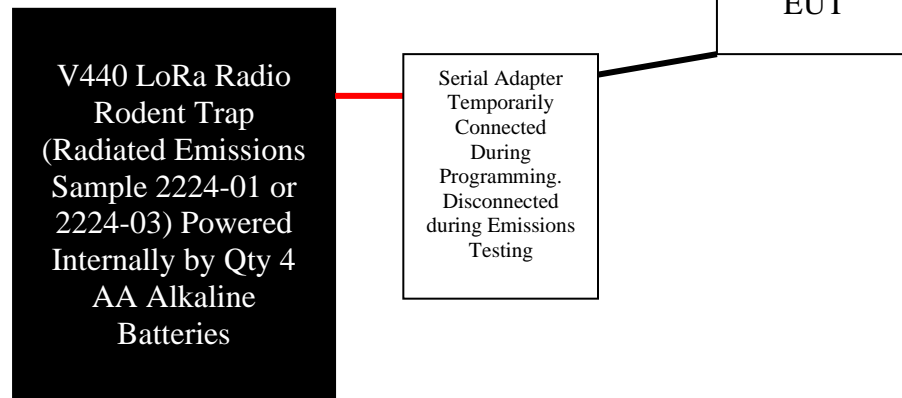 EUT
V440 LoRa Radio
Rodent Trap
(Radiated Emissions
Sample 2224-01 or
2224-03) Powered
Internally by Qty 4
AA Alkaline
Batteries
Serial Adapter
Temporarily
Connected
During
Programming.
Disconnected
during Emissions
Testing